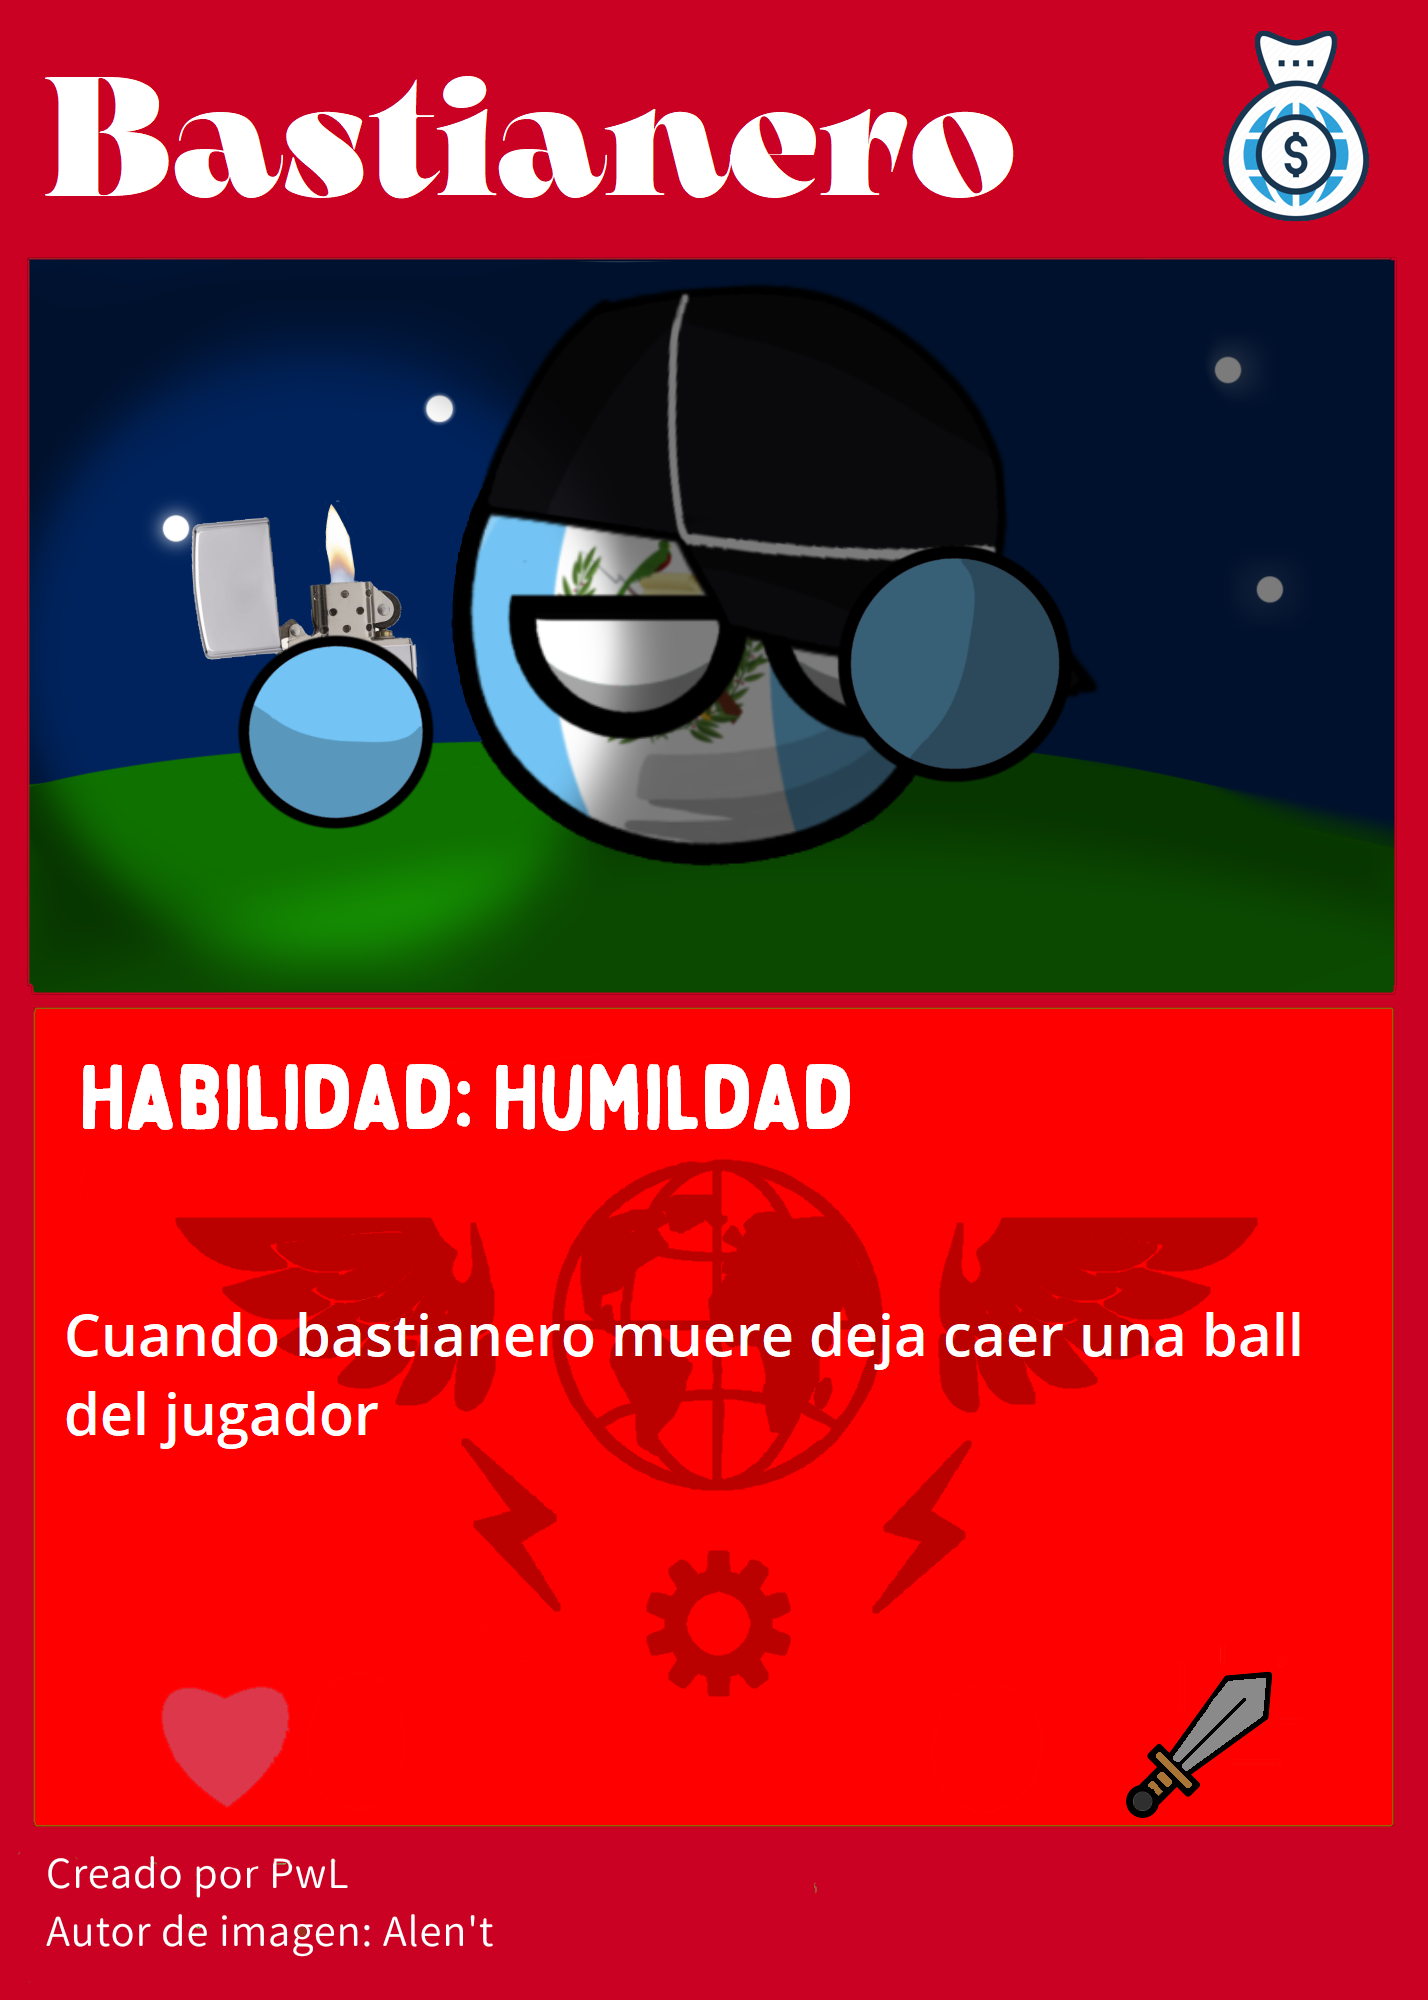 Bastianero
$
HABILIDAD: HUMILDAD
Cuando bastianero muere deja caer una ball
del jugador
Creado por PwL
Autor de imagen: Alen't